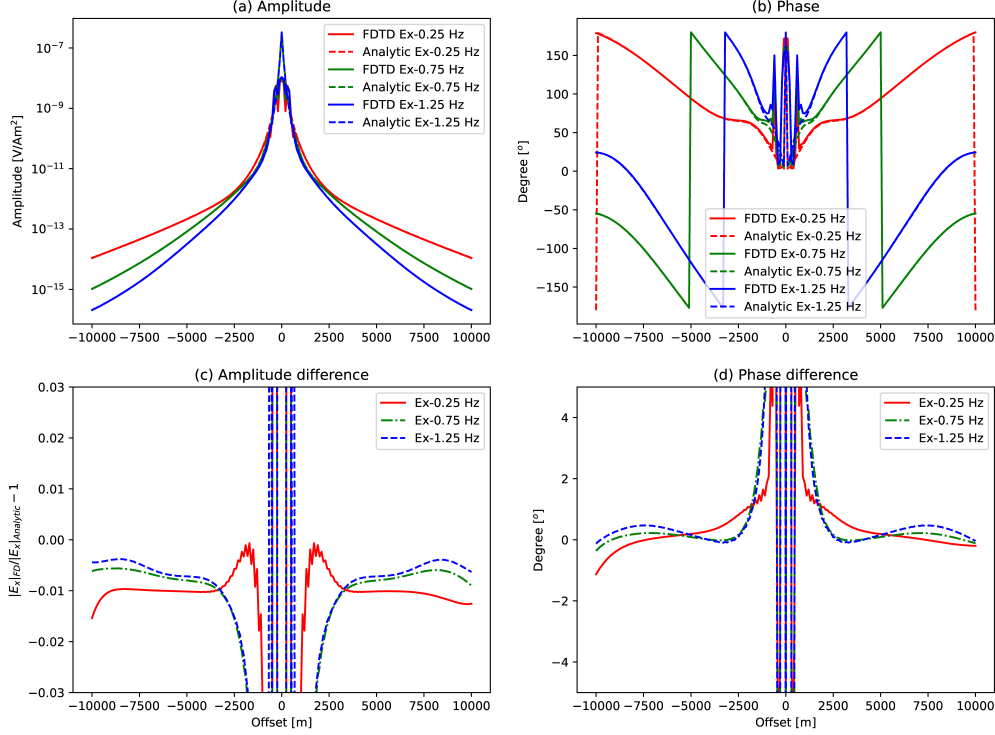 (a) Amplitude
Amplitude [V/Am²]
10⁻⁷
10⁻⁹
10⁻¹¹
10⁻¹³
10⁻¹⁵
FDTD Ex-0.25 Hz
Analytic Ex-0.25 Hz
FDTD Ex-0.75 Hz
Analytic Ex-0.75 Hz
FDTD Ex-1.25 Hz
Analytic Ex-1.25 Hz
−10000 −7500 −5000 −2500 0 2500 5000 7500 10000
(b) Phase
Degree [°]
150
100
50
0
−50
−100
−150
FDTD Ex-0.25 Hz
Analytic Ex-0.25 Hz
FDTD Ex-0.75 Hz
Analytic Ex-0.75 Hz
FDTD Ex-1.25 Hz
Analytic Ex-1.25 Hz
−10000 −7500 −5000 −2500 0 2500 5000 7500 10000
(c) Amplitude difference
|Eₓ|FD/|Eₓ|Analytic − 1
0.03
0.02
0.01
0.00
−0.01
−0.02
−0.03
Ex-0.25 Hz
Ex-0.75 Hz
Ex-1.25 Hz
−10000 −7500 −5000 −2500 0 2500 5000 7500 10000
Offset [m]
(d) Phase difference
Degree [°]
4
2
0
−2
−4
Ex-0.25 Hz
Ex-0.75 Hz
Ex-1.25 Hz
−10000 −7500 −5000 −2500 0 2500 5000 7500 10000
Offset [m]